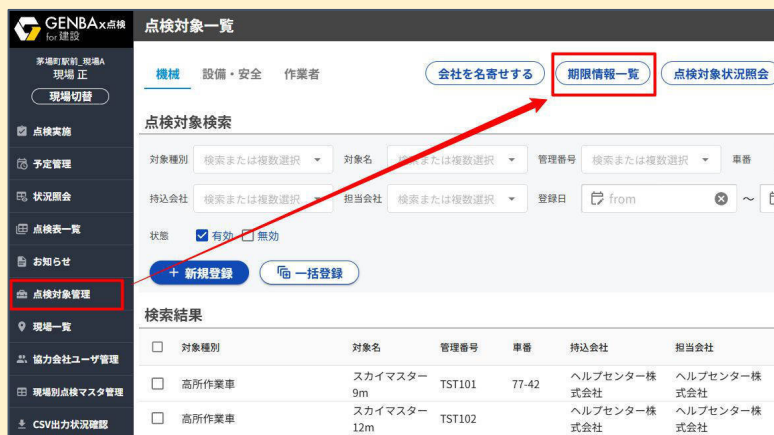 GENBAx点検
for 建設
点検対象一覧
茅場町駅前_現場A
現場 正
現場切替
機械 設備・安全 作業者
会社を名寄せする 期限情報一覧 点検対象状況照会
点検実施
予定管理
状況照会
点検表一覧
お知らせ
点検対象管理
現場一覧
協力会社ユーザ管理
現場別点検マスタ管理
CSV出力状況確認
点検対象検索
対象種別 検索または複数選択 対象名 検索または複数選択 管理番号 検索または複数選択 車番
持込会社 検索または複数選択 担当会社 検索または複数選択 登録日 from ～
状態 有効 無効
+ 新規登録 一括登録
検索結果
対象種別 対象名 管理番号 車番 持込会社 担当会社
高所作業車 スカイマスター TST101 77-42 ヘルプセンター株 ヘルプセンター株
9m 式会社 式会社
高所作業車 スカイマスター TST102 ヘルプセンター株 ヘルプセンター株
12m 式会社 式会社